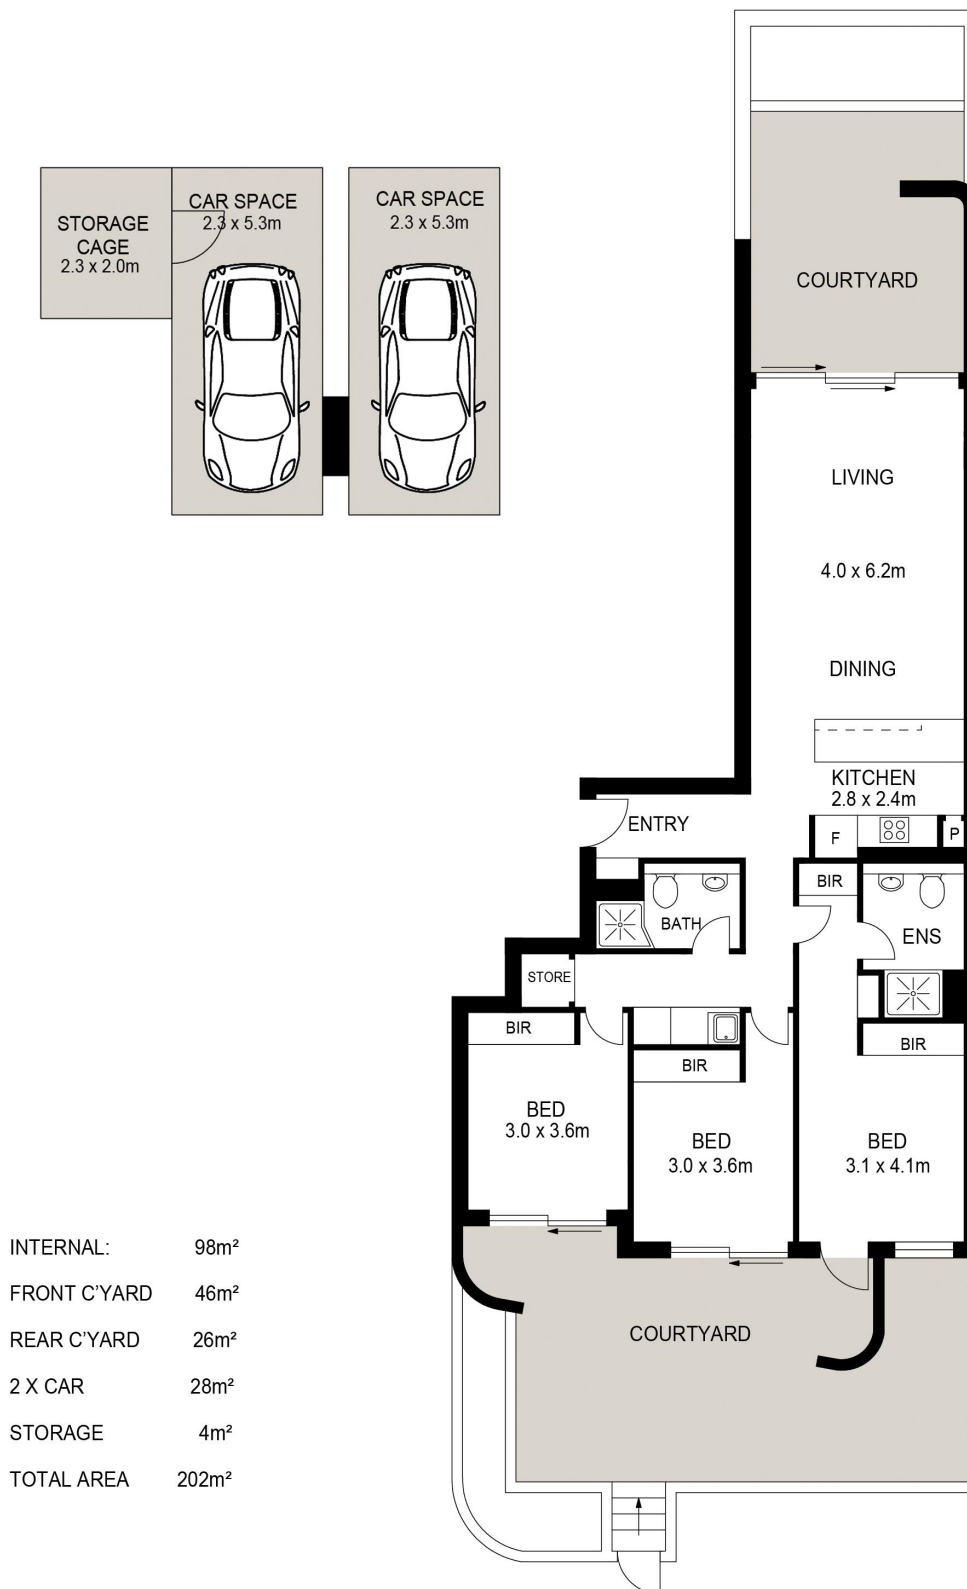 STORAGE
CAGE
2.3 x 2.0m
CAR SPACE
2.3 x 5.3m
CAR SPACE
2.3 x 5.3m
COURTYARD
LIVING
4.0 x 6.2m
DINING
KITCHEN
2.8 x 2.4m
ENTRY
F
P
BIR
BATH
ENS
STORE
BIR
BIR
BIR
BED
3.0 x 3.6m
BED
3.0 x 3.6m
BED
3.1 x 4.1m
COURTYARD
INTERNAL: 98m²
FRONT C'YARD 46m²
REAR C'YARD 26m²
2 X CAR 28m²
STORAGE 4m²
TOTAL AREA 202m²